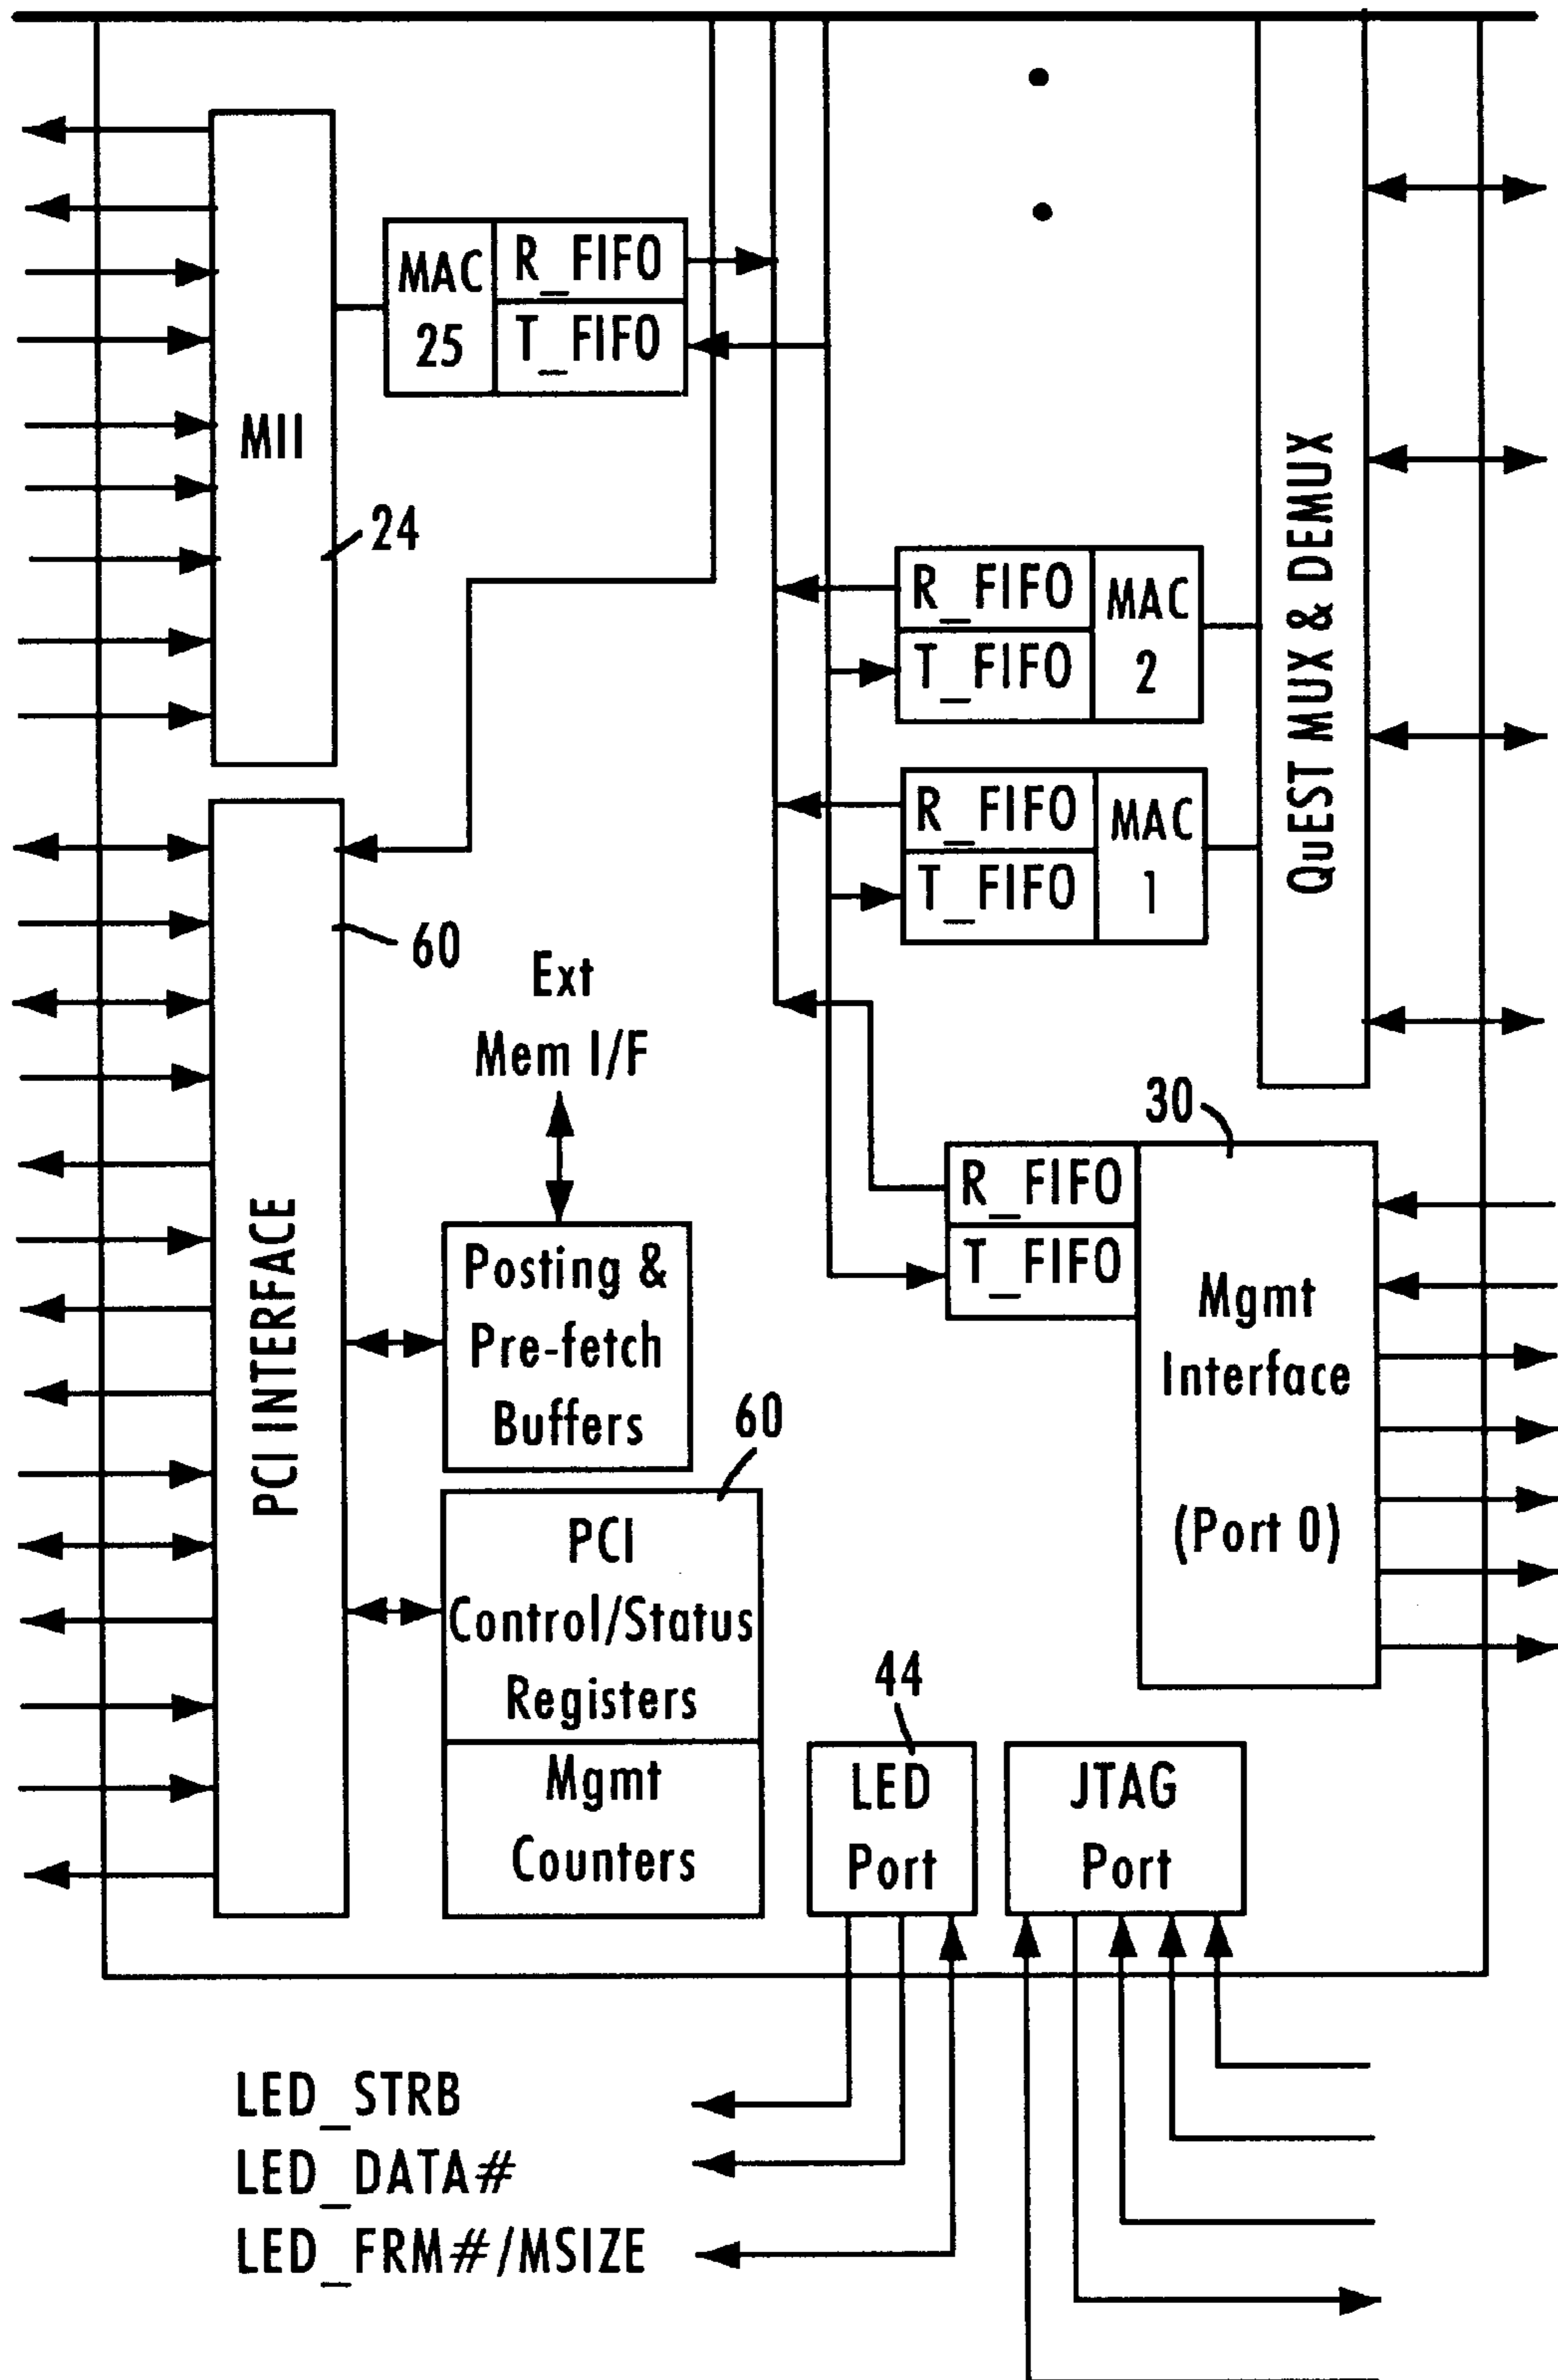 MAC
25
R_FIFO
T_FIFO
MII
24
R_FIFO
T_FIFO
MAC
2
QuEST MUX & DEMUX
R_FIFO
T_FIFO
MAC
1
60
Ext
Mem I/F
30
R_FIFO
T_FIFO
Mgmt
Interface
(Port 0)
PCI INTERFACE
Posting &
Pre-fetch
Buffers
60
PCI
Control/Status
Registers
Mgmt
Counters
44
LED
Port
JTAG
Port
LED_STRB
LED_DATA#
LED_FRM#/MSIZE